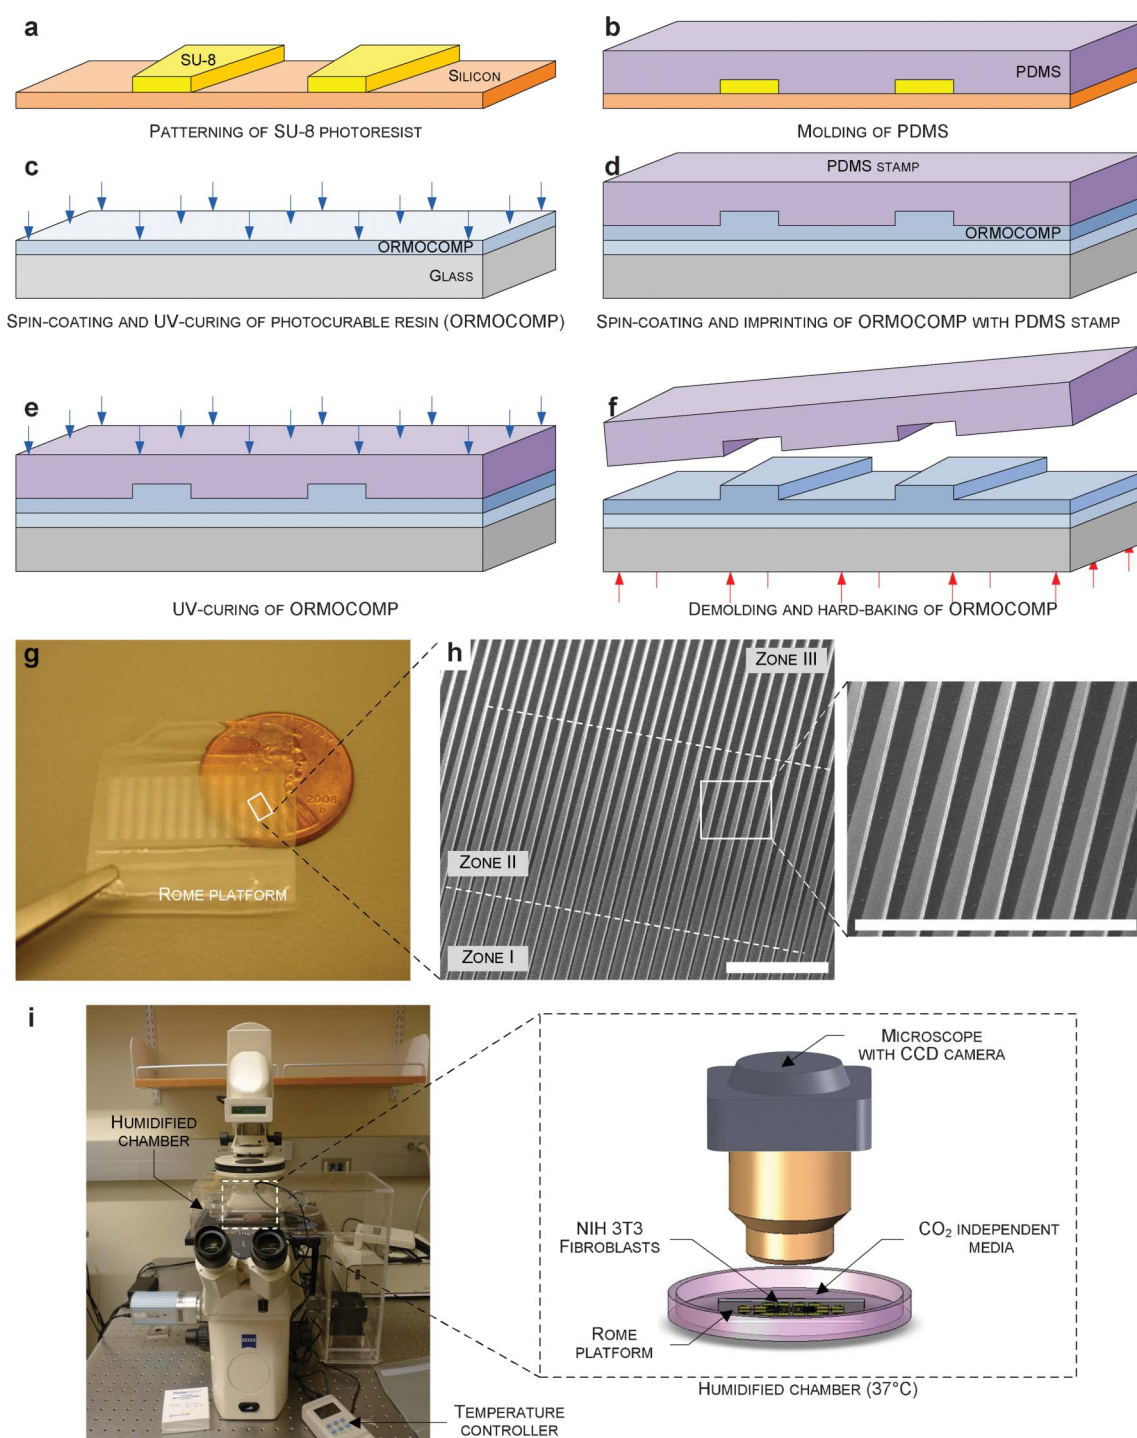 a
SU-8
SILICON
PATTERNING OF SU-8 PHOTORESIST
b
PDMS
MOLDING OF PDMS
c
ORMOCOMP
GLASS
SPIN-COATING AND UV-CURING OF PHOTOCURABLE RESIN (ORMOCOMP)
d
PDMS STAMP
ORMOCOMP
SPIN-COATING AND IMPRINTING OF ORMOCOMP WITH PDMS STAMP
e
UV-CURING OF ORMOCOMP
f
DEMOLDING AND HARD-BAKING OF ORMOCOMP
g
2008
D
ROME PLATFORM
h
ZONE III
ZONE II
ZONE I
i
HUMIDIFIED
CHAMBER
ZEISS
TEMPERATURE
CONTROLLER
MICROSCOPE
WITH CCD CAMERA
NIH 3T3
FIBROBLASTS
CO₂ INDEPENDENT
MEDIA
ROME
PLATFORM
HUMIDIFIED CHAMBER (37°C)